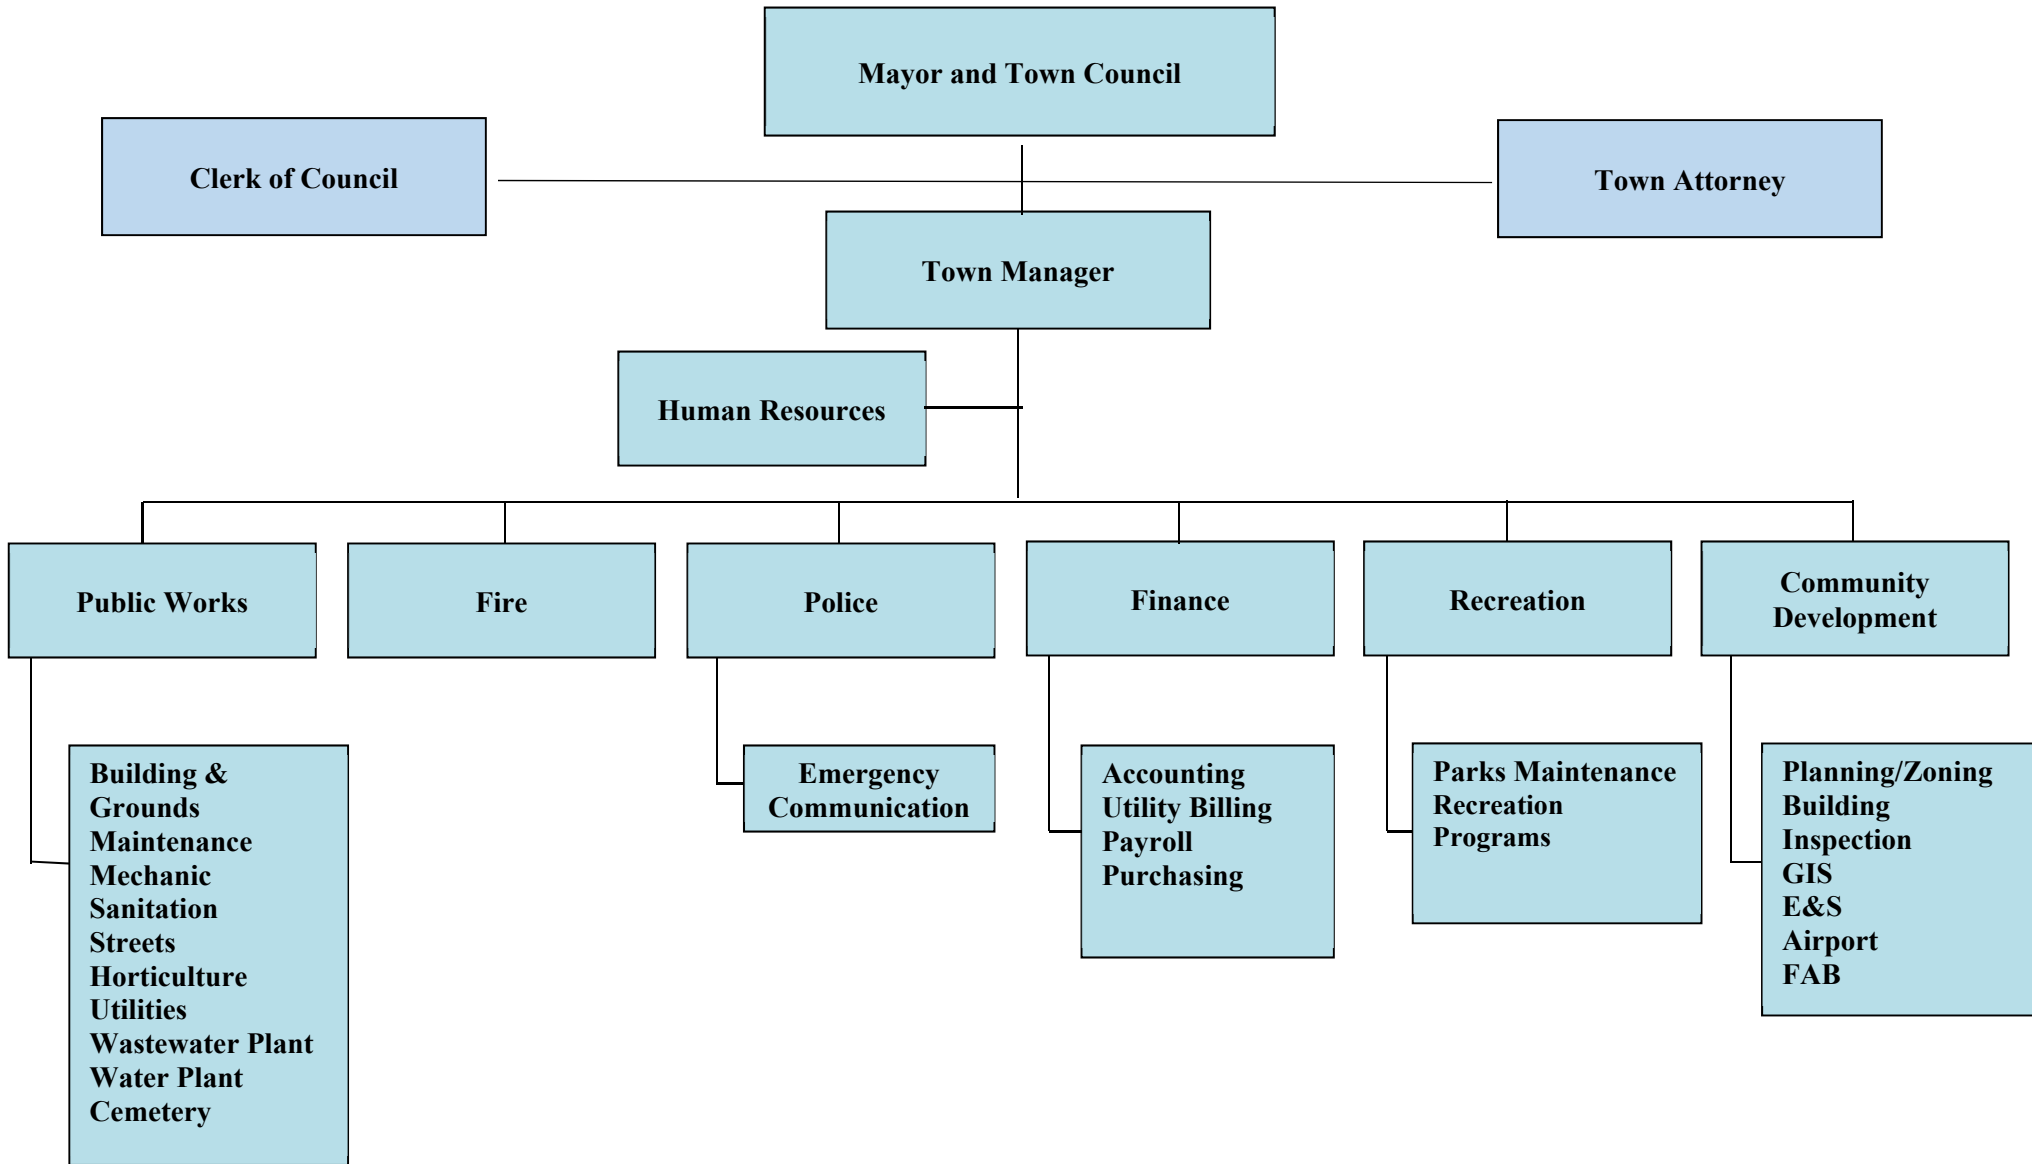 Mayor and Town Council
Clerk of Council
Town Attorney
Town Manager
Human Resources
Public Works
Fire
Police
Finance
Recreation
Community
Development
Building &
Grounds
Maintenance
Mechanic
Sanitation
Streets
Horticulture
Utilities
Wastewater Plant
Water Plant
Cemetery
Emergency
Communication
Accounting
Utility Billing
Payroll
Purchasing
Parks Maintenance
Recreation
Programs
Planning/Zoning
Building
Inspection
GIS
E&S
Airport
FAB